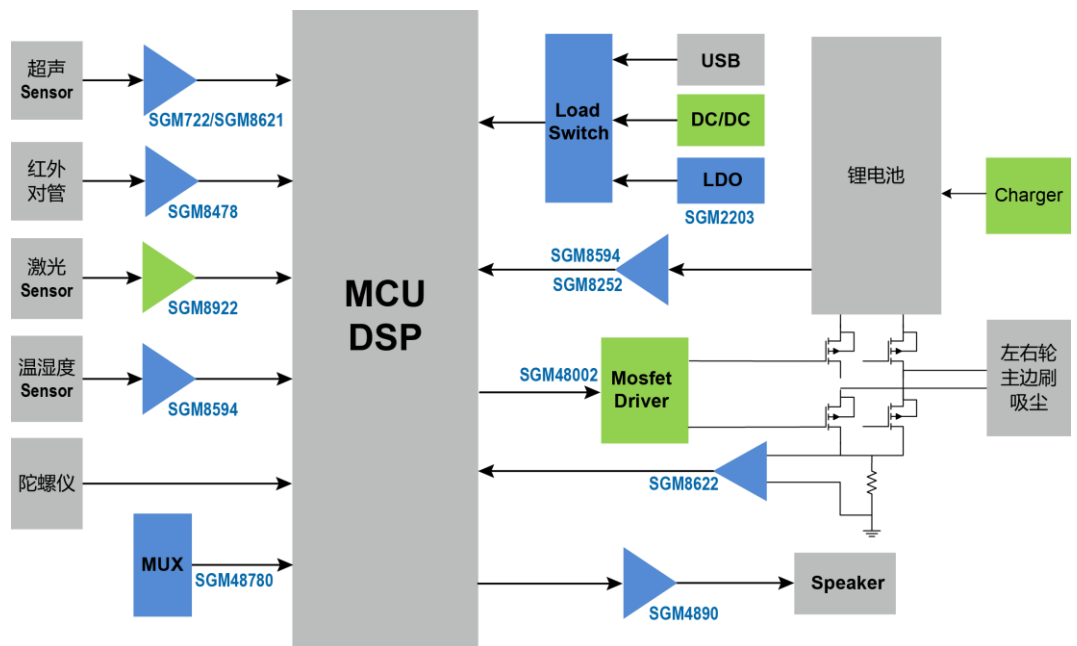 超声
Sensor
SGM722/SGM8621
红外
对管
SGM8478
激光
Sensor
SGM8922
温湿度
Sensor
SGM8594
陀螺仪
MUX
SGM48780
MCU
DSP
Load
Switch
USB
DC/DC
LDO
SGM2203
SGM8594
SGM8252
锂电池
Charger
SGM48002
Mosfet
Driver
左右轮
主边刷
吸尘
SGM8622
SGM4890
Speaker